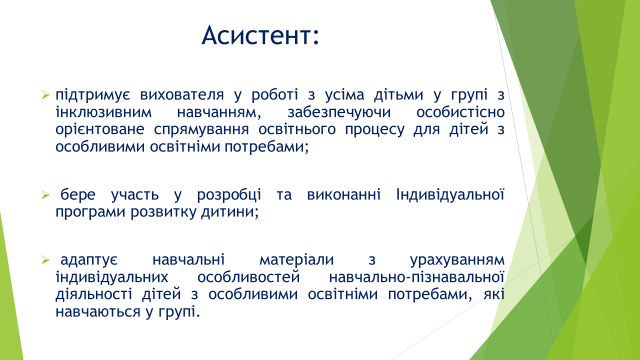 Асистент:
підтримує вихователя у роботі з усіма дітьми у групі з
інклюзивним навчанням, забезпечуючи особистісно
орієнтоване спрямування освітнього процесу для дітей з
особливими освітніми потребами;
бере участь у розробці та виконанні Індивідуальної
програми розвитку дитини;
адаптує навчальні матеріали з урахуванням
індивідуальних особливостей навчально-пізнавальної
діяльності дітей з особливими освітніми потребами, які
навчаються у групі.